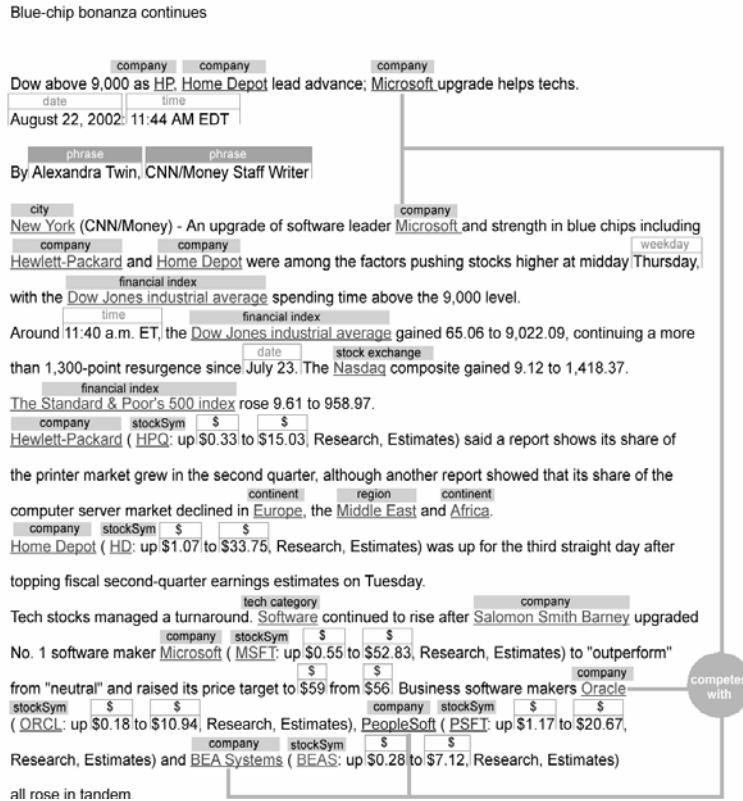 Blue-chip bonanza continues
company company company
Dow above 9,000 as HP, Home Depot lead advance; Microsoft upgrade helps techs.
date time
August 22, 2002: 11:44 AM EDT
phrase phrase
By Alexandra Twin, CNN/Money Staff Writer
city company
New York (CNN/Money) - An upgrade of software leader Microsoft and strength in blue chips including
company company weekday
Hewlett-Packard and Home Depot were among the factors pushing stocks higher at midday Thursday,
financial index
with the Dow Jones industrial average spending time above the 9,000 level.
time financial index
Around 11:40 a.m. ET, the Dow Jones industrial average gained 65.06 to 9,022.09, continuing a more
date stock exchange
than 1,300-point resurgence since July 23. The Nasdaq composite gained 9.12 to 1,418.37.
financial index
The Standard & Poor's 500 index rose 9.61 to 958.97.
company stockSym $ $
Hewlett-Packard ( HPQ: up $0.33 to $15.03, Research, Estimates) said a report shows its share of
the printer market grew in the second quarter, although another report showed that its share of the
continent region continent
computer server market declined in Europe, the Middle East and Africa.
company stockSym $ $
Home Depot ( HD: up $1.07 to $33.75, Research, Estimates) was up for the third straight day after
topping fiscal second-quarter earnings estimates on Tuesday.
tech category company
Tech stocks managed a turnaround. Software continued to rise after Salomon Smith Barney upgraded
company stockSym $ $
No. 1 software maker Microsoft ( MSFT: up $0.55 to $52.83, Research, Estimates) to "outperform"
$ $ company
from "neutral" and raised its price target to $59 from $56. Business software makers Oracle
competes
with
stockSym $ $ company stockSym $ $
( ORCL: up $0.18 to $10.94, Research, Estimates), PeopleSoft ( PSFT: up $1.17 to $20.67,
company stockSym $ $
Research, Estimates) and BEA Systems ( BEAS: up $0.28 to $7.12, Research, Estimates)
all rose in tandem.